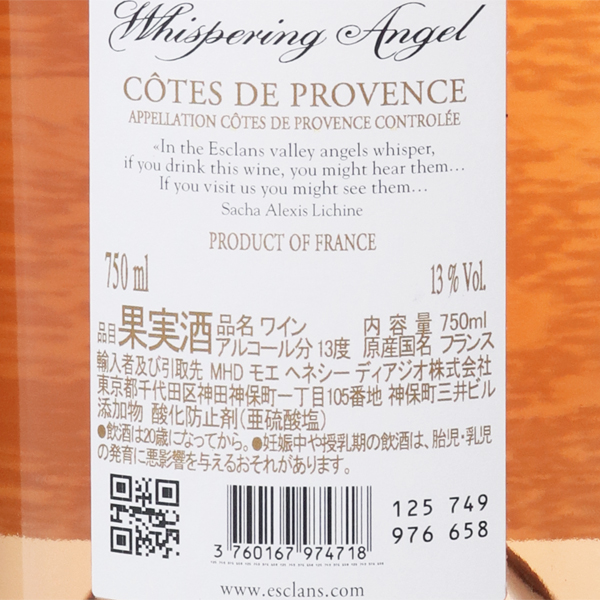 Whispering Angel
CÔTES DE PROVENCE
APPELLATION CÔTES DE PROVENCE CONTROLÉE
«In the Esclans valley angels whisper,
if you drink this wine, you might hear them...
If you visit us you might see them...
Sacha Alexis Lichine
PRODUCT OF FRANCE
750 ml 13 % Vol.
品目 果実酒 品名 ワイン 内容量 750ml
アルコール分 13度 原産国名 フランス
輸入者及び引取先 MHD モエ ヘネシー ディアジオ株式会社
東京都千代田区神田神保町一丁目105番地 神保町三井ビル
添加物 酸化防止剤(亜硫酸塩)
●飲酒は20歳になってから。●妊娠中や授乳期の飲酒は、胎児・乳児
の発育に悪影響を与えるおそれがあります。
125 749
976 658
3 760167 974718
www.esclans.com